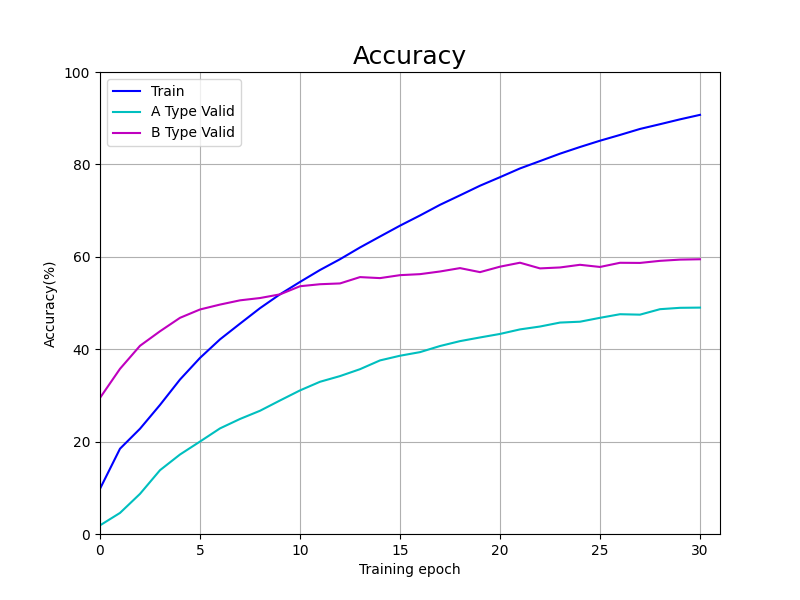 Accuracy
100
80
60
40
20
0
Accuracy(%)
Train
A Type Valid
B Type Valid
0 5 10 15 20 25 30
Training epoch